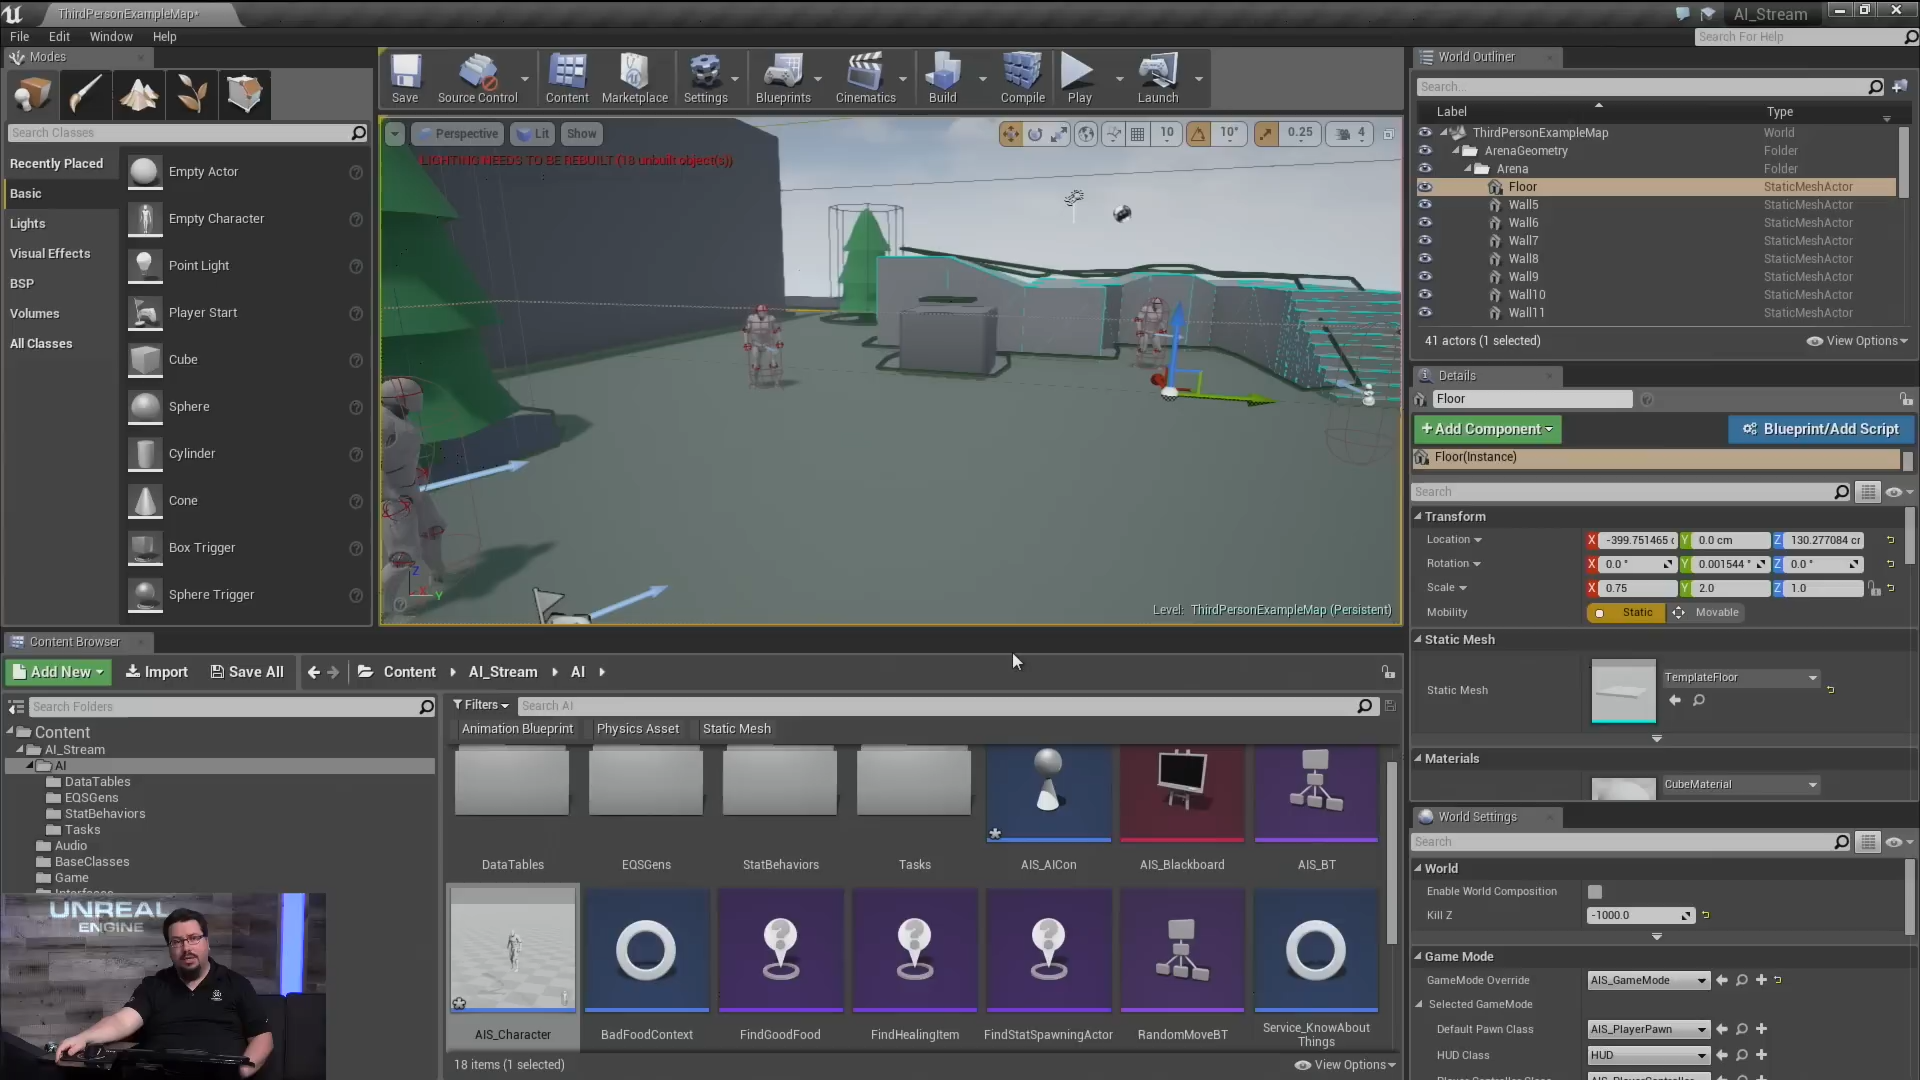 ThirdPersonExampleMap*
AI_Stream
File Edit Window Help
Search For Help
Modes
Search Classes
Recently Placed
Basic
Lights
Visual Effects
BSP
Volumes
All Classes
Empty Actor
Empty Character
Point Light
Player Start
Cube
Sphere
Cylinder
Cone
Box Trigger
Sphere Trigger
Save Source Control Content Marketplace Settings Blueprints Cinematics Build Compile Play Launch
Perspective Lit Show
10 10° 0.25 4
LIGHTING NEEDS TO BE REBUILT (18 unbuilt object(s))
Z
X
Y
Level: ThirdPersonExampleMap (Persistent)
World Outliner
Search...
Label Type
ThirdPersonExampleMap World
ArenaGeometry Folder
Arena Folder
Floor StaticMeshActor
Wall5 StaticMeshActor
Wall6 StaticMeshActor
Wall7 StaticMeshActor
Wall8 StaticMeshActor
Wall9 StaticMeshActor
Wall10 StaticMeshActor
Wall11 StaticMeshActor
41 actors (1 selected) View Options
Details
Floor
+Add Component Blueprint/Add Script
Floor(Instance)
Search
Transform
Location X -399.751465 c Y 0.0 cm Z 130.277084 cr
Rotation X 0.0 ° Y 0.001544 ° Z 0.0 °
Scale X 0.75 Y 2.0 Z 1.0
Mobility Static Movable
Static Mesh
Static Mesh TemplateFloor
Materials
CubeMaterial
World Settings
Search
World
Enable World Composition
Kill Z -1000.0
Game Mode
GameMode Override AIS_GameMode
Selected GameMode
Default Pawn Class AIS_PlayerPawn
HUD Class HUD
Content Browser
Add New Import Save All Content AI_Stream AI
Search Folders
Content
AI_Stream
AI
DataTables
EQSGens
StatBehaviors
Tasks
Audio
BaseClasses
Game
Interfaces
Filters Search AI
Animation Blueprint Physics Asset Static Mesh
DataTables EQSGens StatBehaviors Tasks AIS_AICon AIS_Blackboard AIS_BT
AIS_Character BadFoodContext FindGoodFood FindHealingItem FindStatSpawningActor RandomMoveBT Service_KnowAbout
Things
18 items (1 selected) View Options
UNREAL
ENGINE